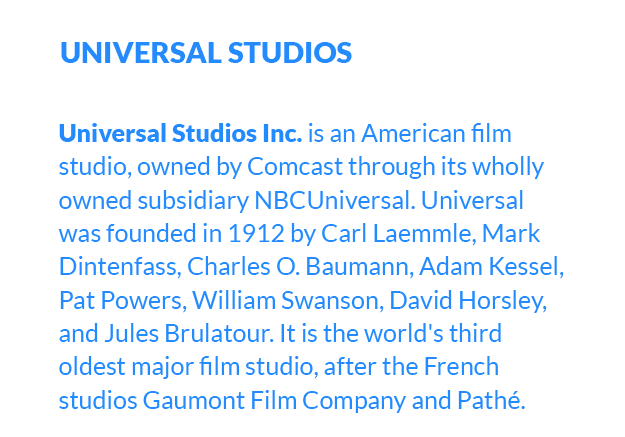 UNIVERSAL STUDIOS
Universal Studios Inc. is an American film
studio, owned by Comcast through its wholly
owned subsidiary NBCUniversal. Universal
was founded in 1912 by Carl Laemmle, Mark
Dintenfass, Charles O. Baumann, Adam Kessel,
Pat Powers, William Swanson, David Horsley,
and Jules Brulatour. It is the world's third
oldest major film studio, after the French
studios Gaumont Film Company and Pathé.